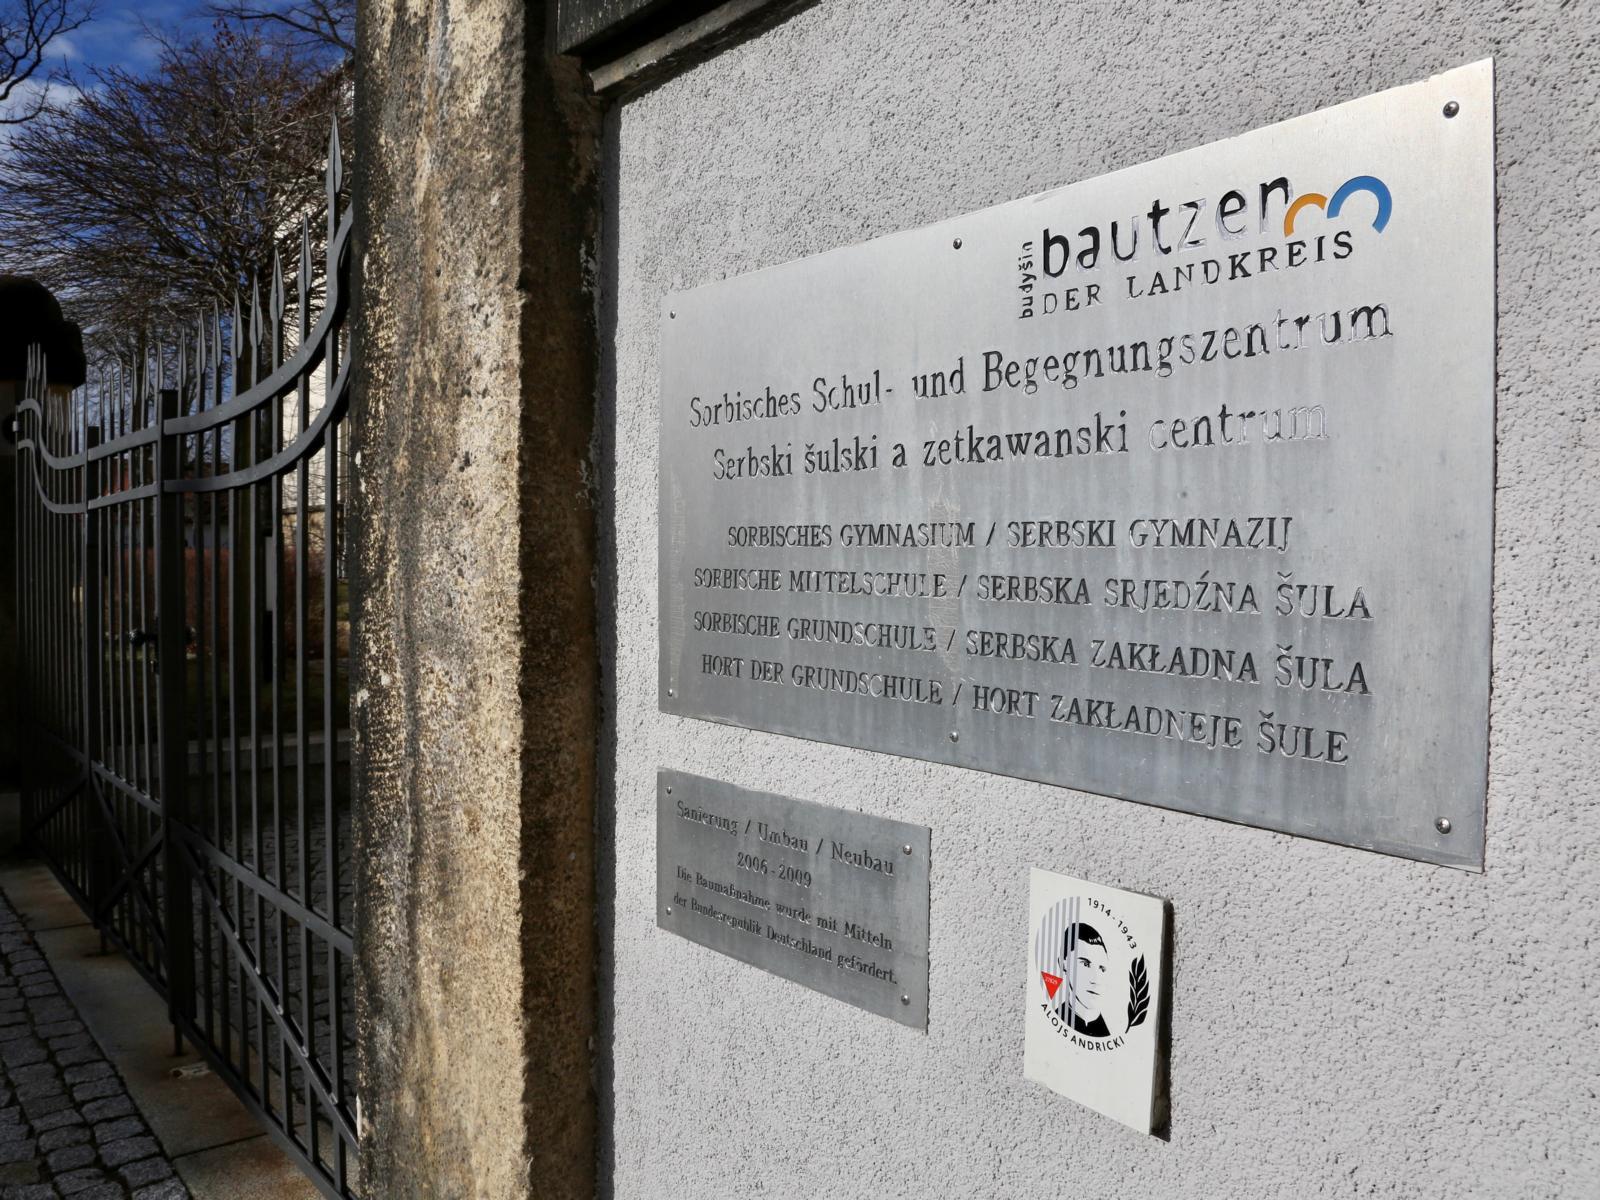 budyšin
bautzen
DER LANDKREIS
Sorbisches Schul- und Begegnungszentrum
Serbski šulski a zetkawanski centrum
SORBISCHES GYMNASIUM / SERBSKI GYMNAZIJ
SORBISCHE MITTELSCHULE / SERBSKA SRJEDŹNA ŠULA
SORBISCHE GRUNDSCHULE / SERBSKA ZAKŁADNA ŠULA
HORT DER GRUNDSCHULE / HORT ZAKŁADNEJE ŠULE
Sanierung / Umbau / Neubau
2006-2009
Die Baumaßnahme wurde mit Mitteln
der Bundesrepublik Deutschland gefördert.
1914-1943
ALOJS ANDRICKI